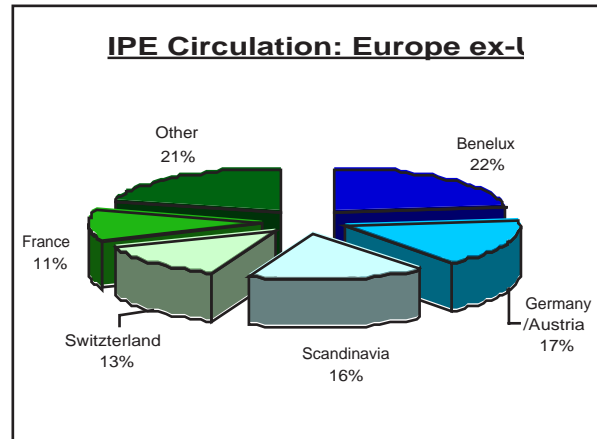 IPE Circulation: Europe ex-U
Other
21%
Benelux
22%
France
11%
Germany
/Austria
17%
Switzterland
13%
Scandinavia
16%